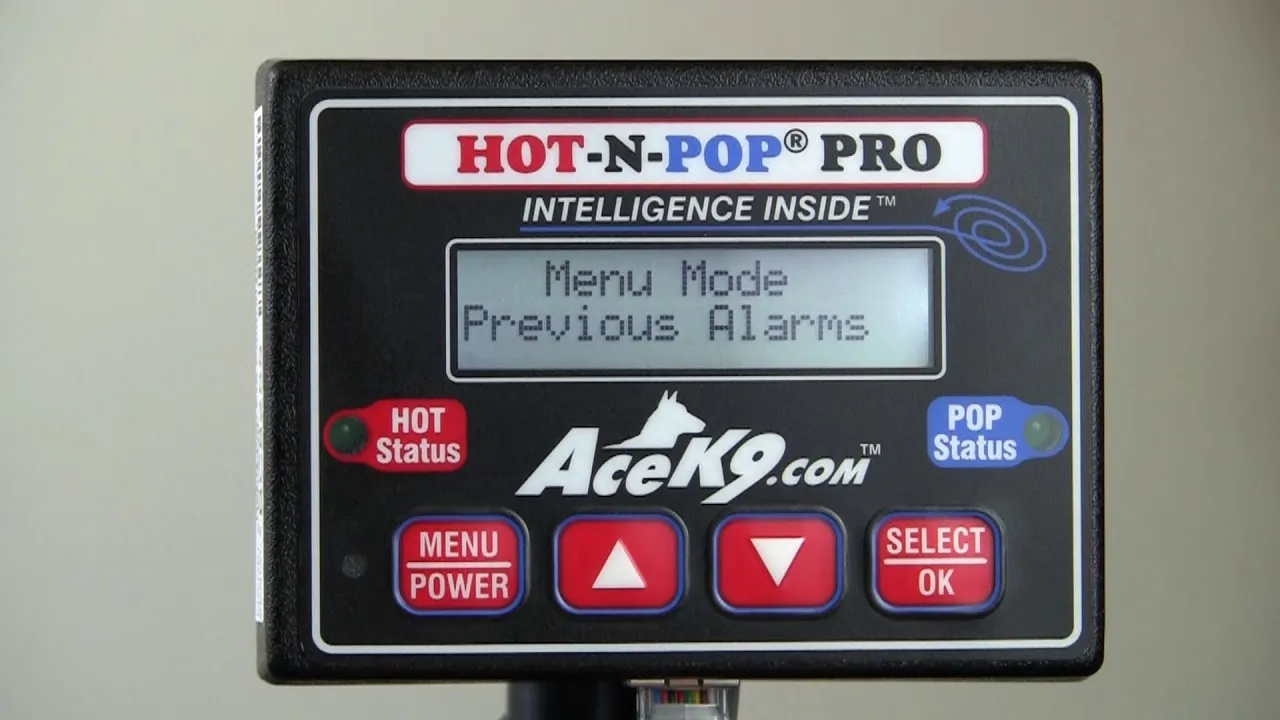 HOT-N-POP® PRO
INTELLIGENCE INSIDE™
Menu Mode
Previous Alarms
HOT
Status
POP
Status
AceK9.com™
MENU
POWER
SELECT
OK